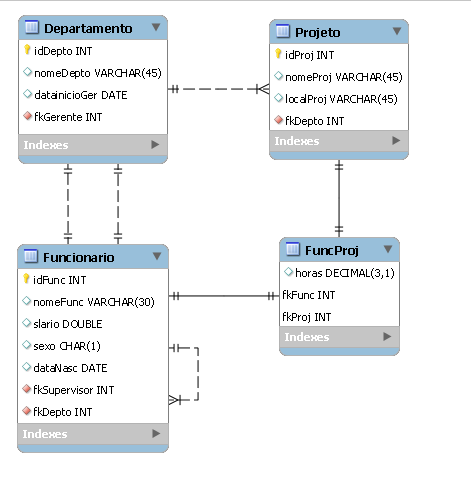 Departamento
idDepto INT
nomeDepto VARCHAR(45)
datainicioGer DATE
fkGerente INT
Indexes
Projeto
idProj INT
nomeProj VARCHAR(45)
localProj VARCHAR(45)
fkDepto INT
Indexes
Funcionario
idFunc INT
nomeFunc VARCHAR(30)
slario DOUBLE
sexo CHAR(1)
dataNasc DATE
fkSupervisor INT
fkDepto INT
Indexes
FuncProj
horas DECIMAL(3,1)
fkFunc INT
fkProj INT
Indexes